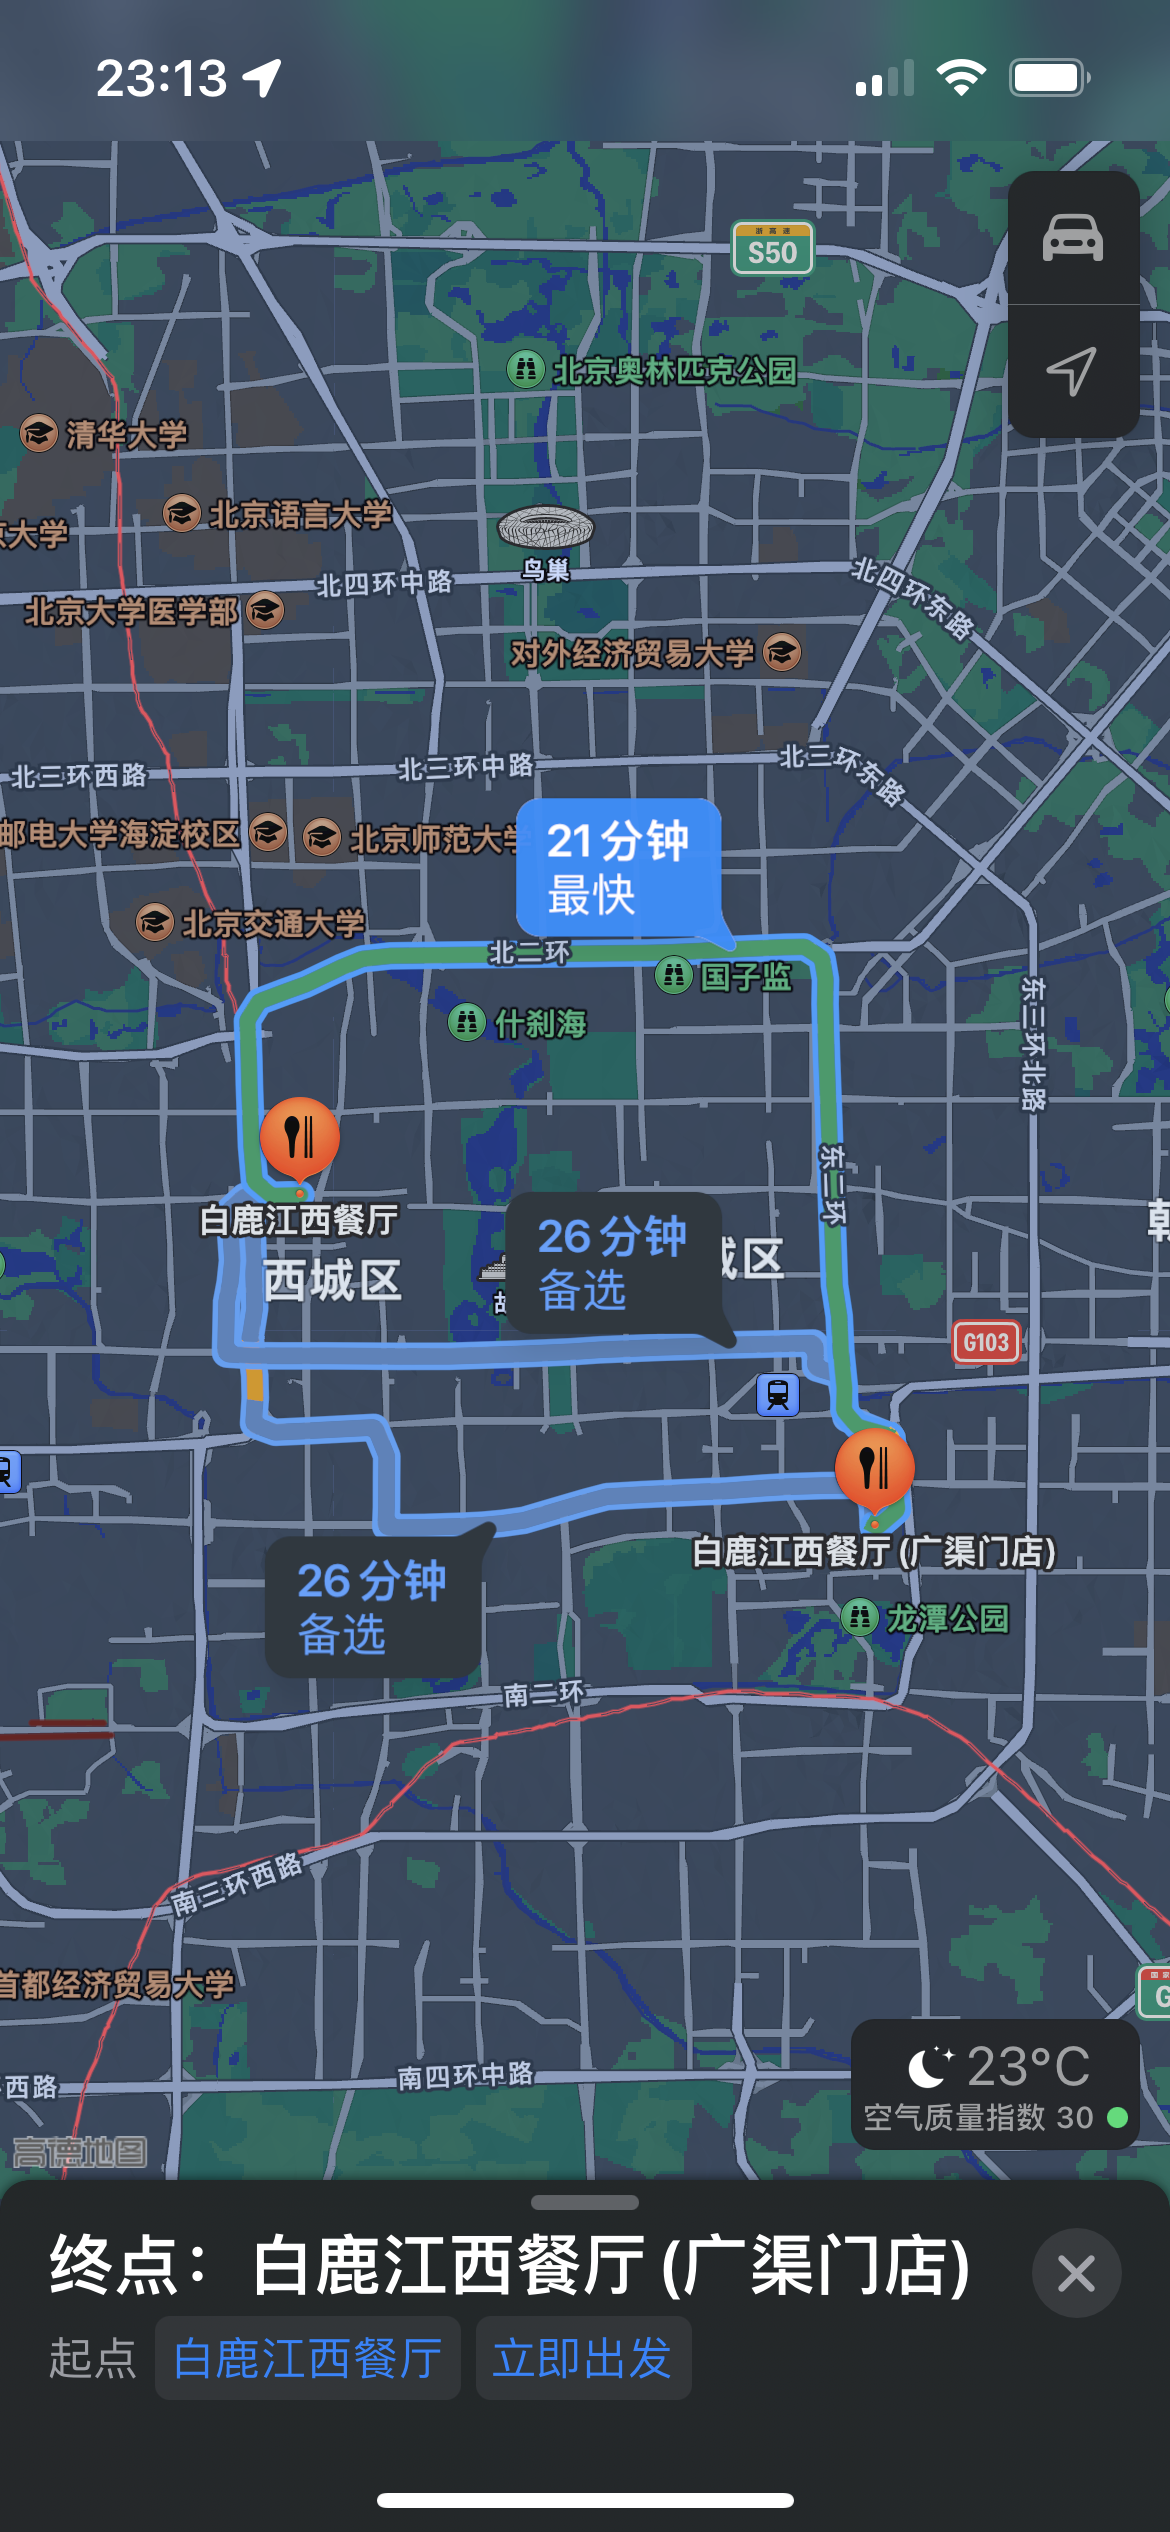 23:13
浙 高 速
S50
北京奥林匹克公园
清华大学
北京语言大学
大学
鸟巢
北四环中路
北四环东路
北京大学医学部
对外经济贸易大学
北三环西路
北三环中路
北三环东路
邮电大学海淀校区
北京师范大学
21 分钟
最快
北京交通大学
北二环
国子监
什刹海
东三环北路
东二环
白鹿江西餐厅
西城区
26 分钟
备选
城区
故
G103
白鹿江西餐厅 (广渠门店)
26 分钟
备选
龙潭公园
南二环
南三环西路
首都经济贸易大学
G
南四环中路
西路
23°C
空气质量指数 30
高德地图
终点：白鹿江西餐厅 (广渠门店)
起点 白鹿江西餐厅 立即出发